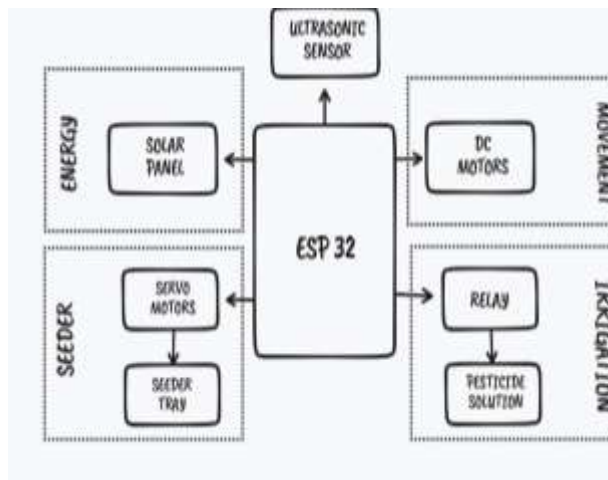 ULTRASONIC
SENSOR
ENERGY
SOLAR
PANEL
ESP 32
DC
MOTORS
MOVEMENT
SEEDER
SERVO
MOTORS
SEEDER
TRAY
RELAY
PESTICIDE
SOLUTION
IRRIGATION